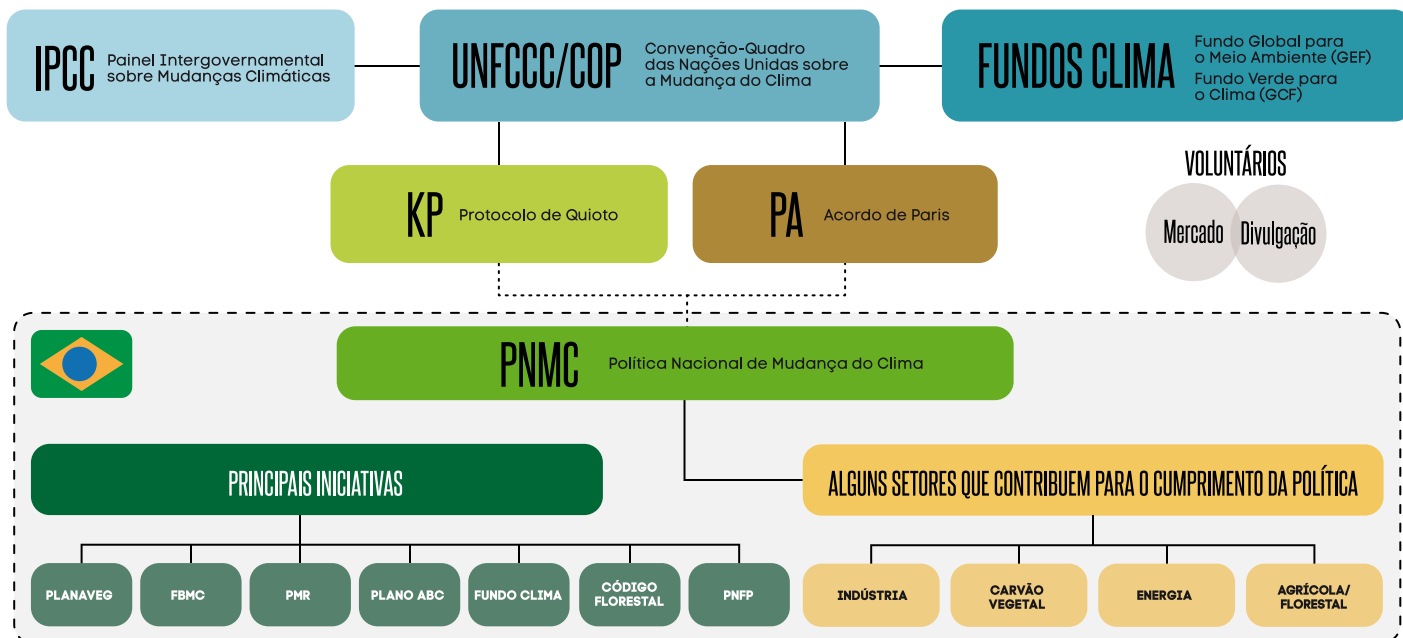 IPCC
Painel Intergovernamental
sobre Mudanças Climáticas
UNFCCC/COP
Convenção-Quadro
das Nações Unidas sobre
a Mudança do Clima
FUNDOS CLIMA
Fundo Global para
o Meio Ambiente (GEF)
Fundo Verde para
o Clima (GCF)
KP
Protocolo de Quioto
PA
Acordo de Paris
VOLUNTÁRIOS
Mercado
Divulgação
PNMC
Política Nacional de Mudança do Clima
PRINCIPAIS INICIATIVAS
ALGUNS SETORES QUE CONTRIBUEM PARA O CUMPRIMENTO DA POLÍTICA
PLANAVEG
FBMC
PMR
PLANO ABC
FUNDO CLIMA
CÓDIGO
FLORESTAL
PNFP
INDÚSTRIA
CARVÃO
VEGETAL
ENERGIA
AGRÍCOLA/
FLORESTAL